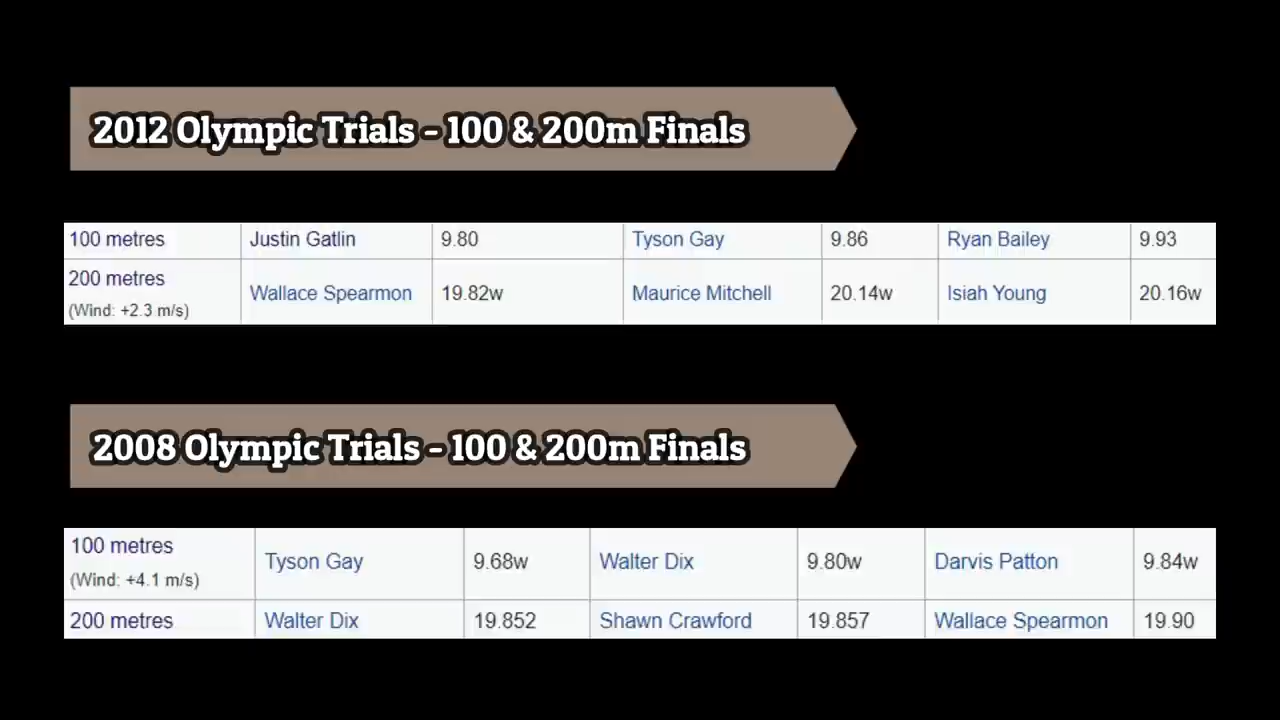 2012 Olympic Trials - 100 & 200m Finals
100 metres Justin Gatlin 9.80 Tyson Gay 9.86 Ryan Bailey 9.93
200 metres
(Wind: +2.3 m/s) Wallace Spearmon 19.82w Maurice Mitchell 20.14w Isiah Young 20.16w
2008 Olympic Trials - 100 & 200m Finals
100 metres
(Wind: +4.1 m/s) Tyson Gay 9.68w Walter Dix 9.80w Darvis Patton 9.84w
200 metres Walter Dix 19.852 Shawn Crawford 19.857 Wallace Spearmon 19.90